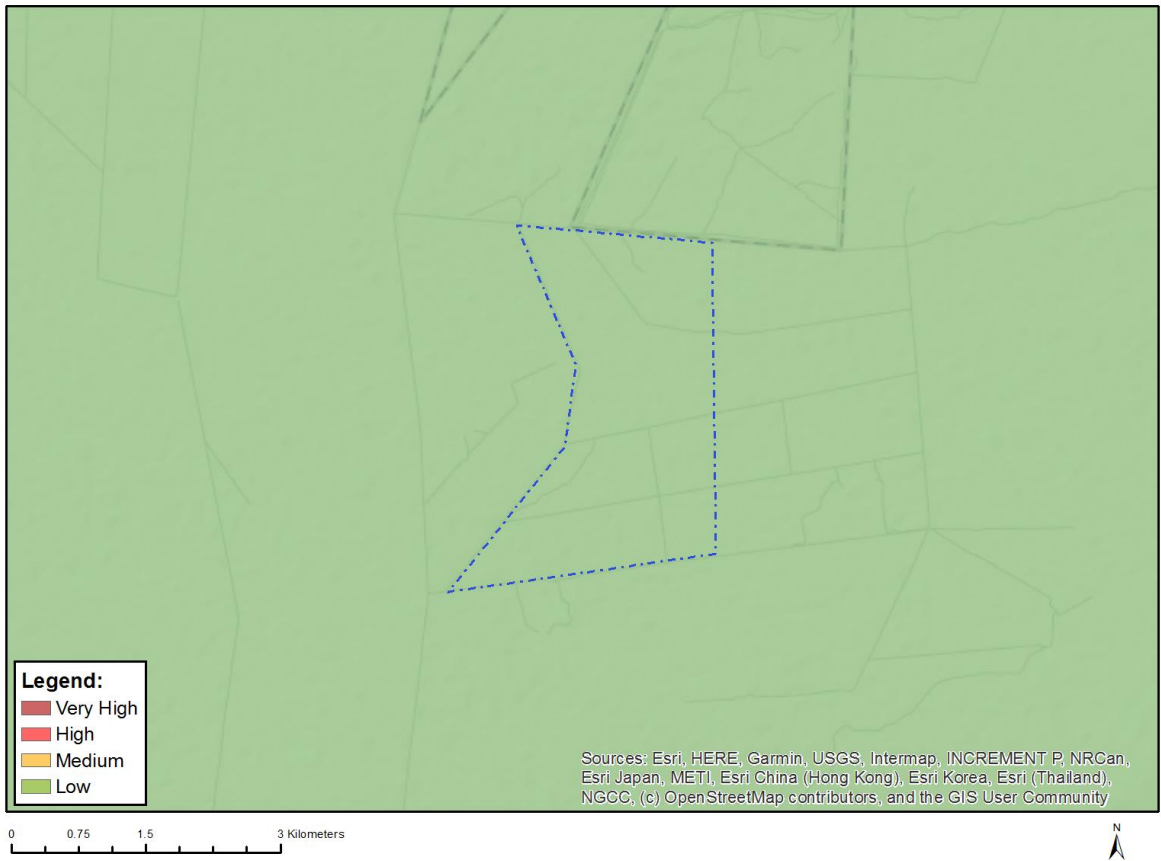 Legend:
Very High
High
Medium
Low
Sources: Esri, HERE, Garmin, USGS, Intermap, INCREMENT P, NRCan,
Esri Japan, METI, Esri China (Hong Kong), Esri Korea, Esri (Thailand),
NGCC, (c) OpenStreetMap contributors, and the GIS User Community
0 0.75 1.5 3 Kilometers
N